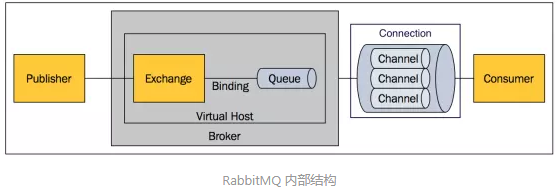 Connection
Publisher
Exchange
Binding
Queue
Channel
Channel
Channel
Consumer
Virtual Host
Broker
RabbitMQ 内部结构